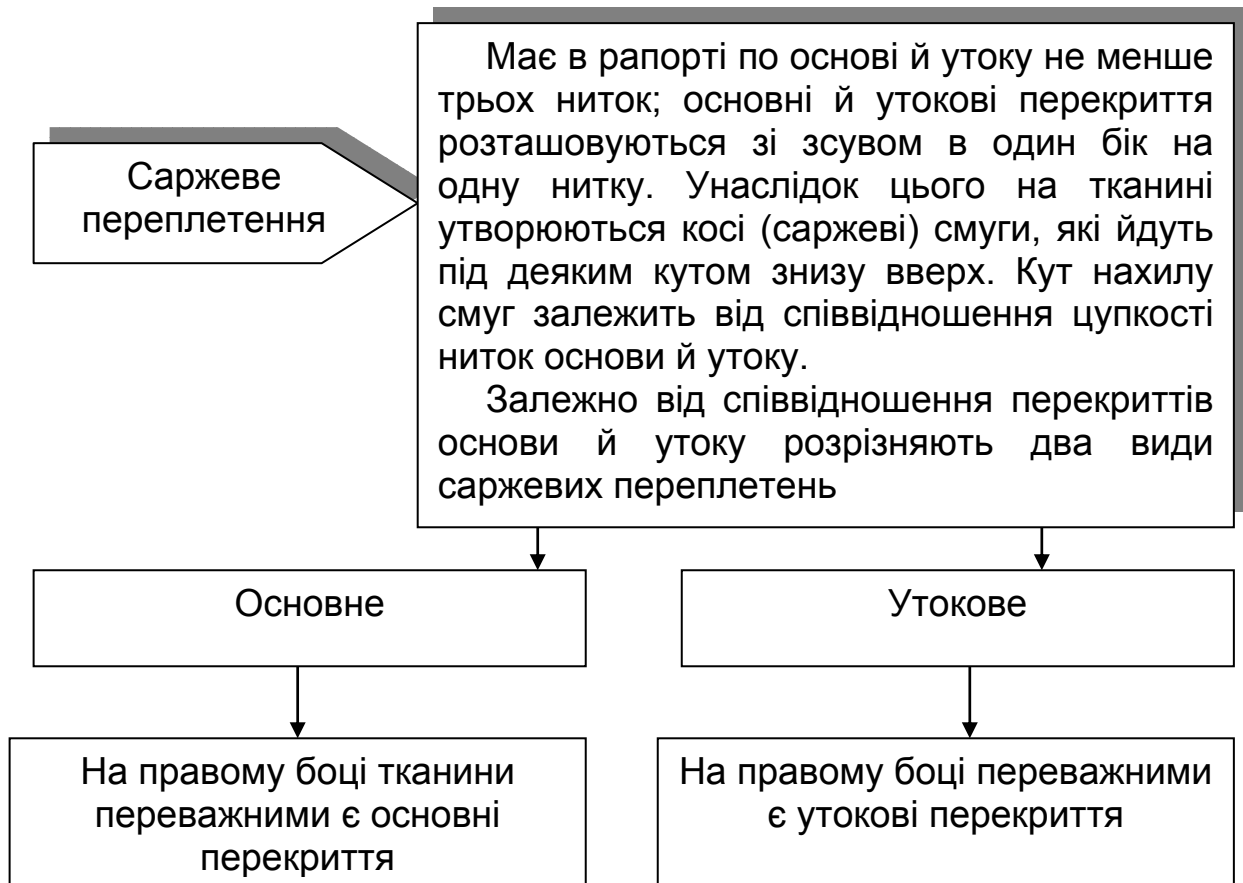 Саржеве
переплетення
Має в рапорті по основі й утоку не менше
трьох ниток; основні й утокові перекриття
розташовуються зі зсувом в один бік на
одну нитку. Унаслідок цього на тканині
утворюються косі (саржеві) смуги, які йдуть
під деяким кутом знизу вверх. Кут нахилу
смуг залежить від співвідношення цупкості
ниток основи й утоку.
Залежно від співвідношення перекриттів
основи й утоку розрізняють два види
саржевих переплетень
Основне
Утокове
На правому боці тканини
переважними є основні
перекриття
На правому боці переважними
є утокові перекриття